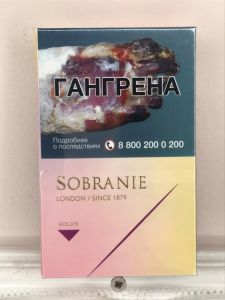 ГАНГРЕНА
Подробнее
о последствиях
8 800 200 0 200
SOBRANIE
LONDON / SINCE 1879
GOLDS